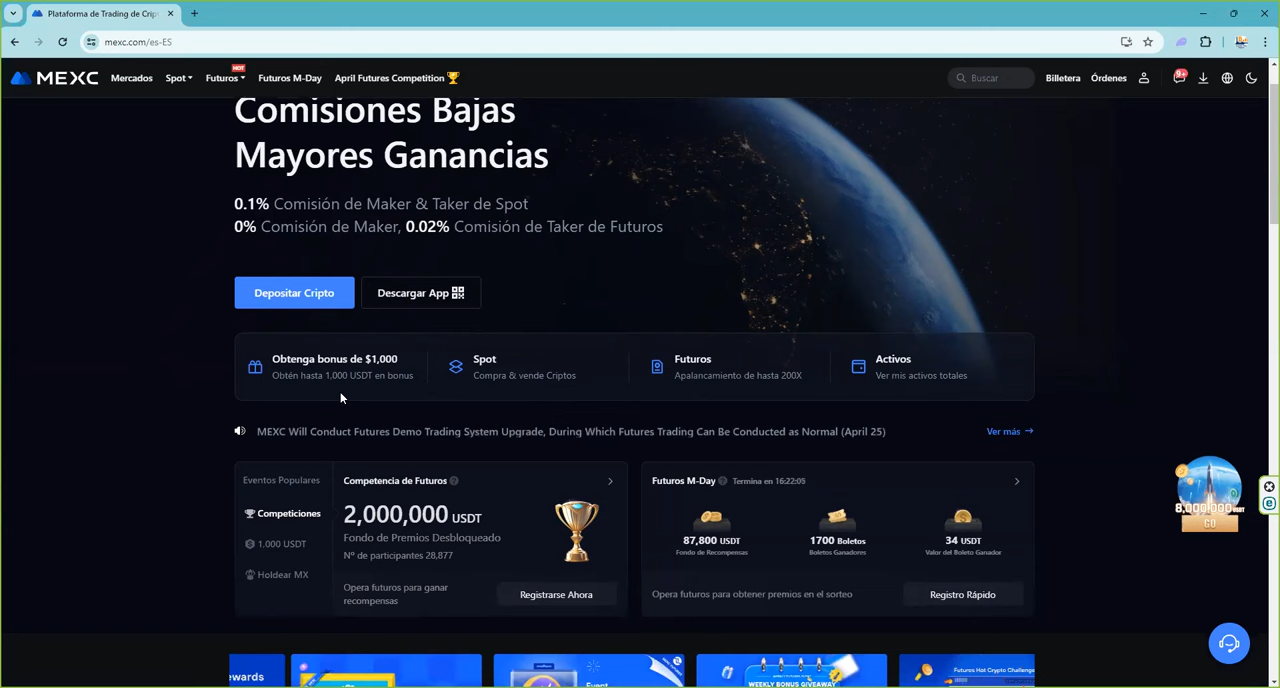 Plataforma de Trading de Crip
mexc.com/es-ES
MEXC Mercados Spot Futuros HOT Futuros M-Day April Futures Competition Buscar Billetera Órdenes 9+
Comisiones Bajas
Mayores Ganancias
0.1% Comisión de Maker & Taker de Spot
0% Comisión de Maker, 0.02% Comisión de Taker de Futuros
Depositar Cripto Descargar App
Obtenga bonus de $1,000
Obtén hasta 1,000 USDT en bonus
Spot
Compra & vende Criptos
Futuros
Apalancamiento de hasta 200X
Activos
Ver mis activos totales
MEXC Will Conduct Futures Demo Trading System Upgrade, During Which Futures Trading Can Be Conducted as Normal (April 25) Ver más
Eventos Populares
Competiciones
1,000 USDT
Holdear MX
Competencia de Futuros
2,000,000 USDT
Fondo de Premios Desbloqueado
Nº de participantes 28,877
Opera futuros para ganar
recompensas
Registrarse Ahora
Futuros M-Day Termina en 16:22:05
87,800 USDT
Fondo de Recompensas
1700 Boletos
Boletos Ganadores
34 USDT
Valor del Boleto Ganador
Opera futuros para obtener premios en el sorteo
Registro Rápido
8,000,000 USDT
GO
ewards
Event
WEEKLY BONUS GIVEAWAY
Futures Hot Crypto Challenge